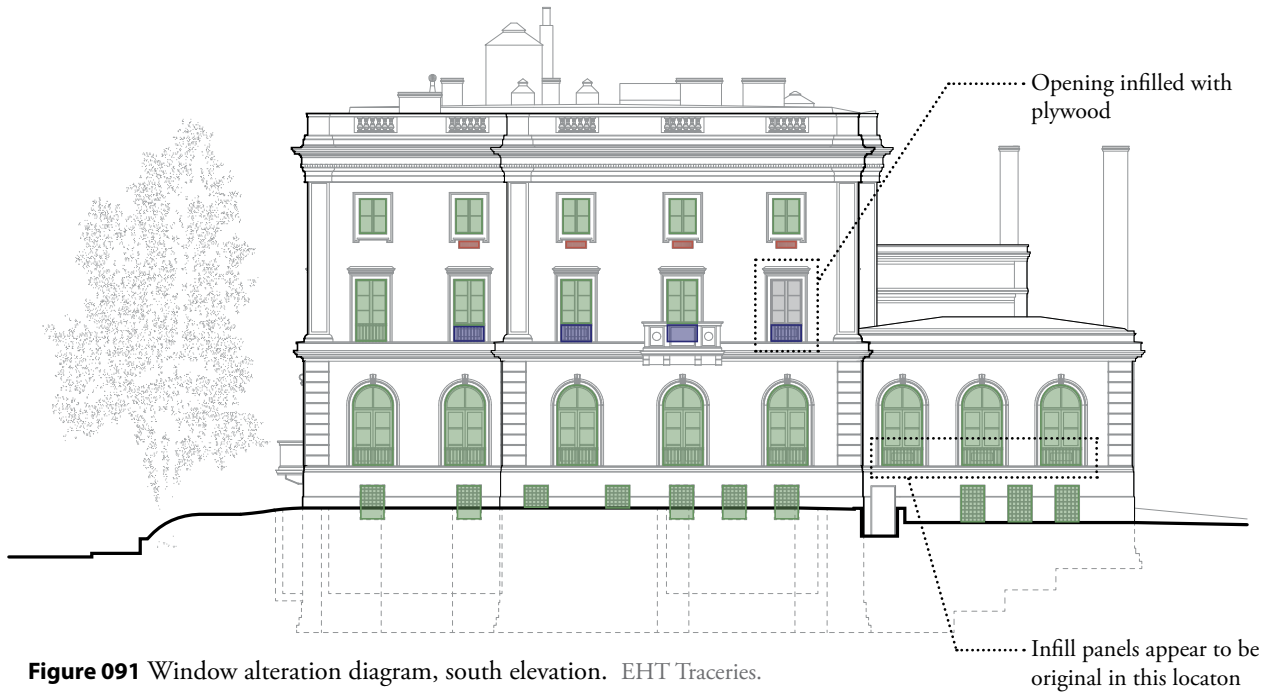 Opening infilled with
plywood
Infill panels appear to be
original in this locaton
Figure 091 Window alteration diagram, south elevation. EHT Traceries.